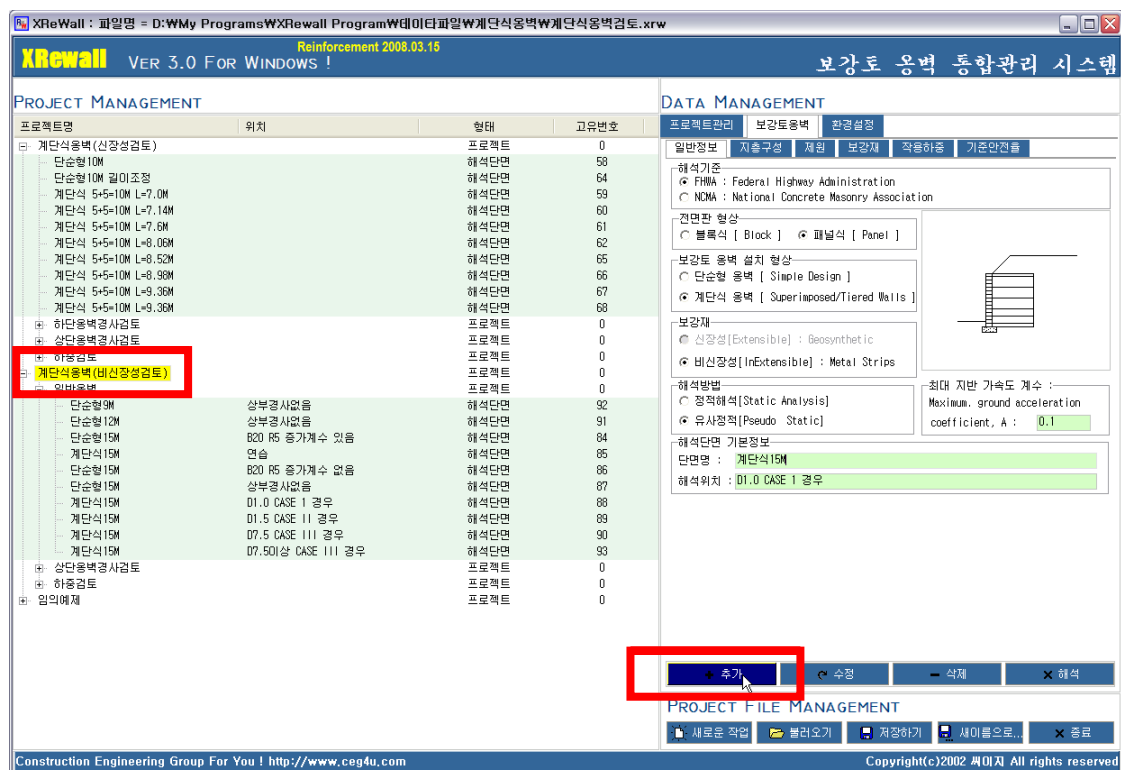 XReWall : 파일명 = D:₩My Programs₩XRewall Program₩데이타파일₩계단식옹벽₩계단식옹벽검토.xrw
Reinforcement 2008.03.15
XRewall VER 3.0 FOR WINDOWS !
보강토 옹벽 통합관리 시스템
PROJECT MANAGEMENT
프로젝트명 위치 형태 고유번호
계단식옹벽(신장성검토) 프로젝트 0
단순형10M 해석단면 58
단순형10M 길이조정 해석단면 64
계단식 5+5=10M L=7.0M 해석단면 59
계단식 5+5=10M L=7.14M 해석단면 60
계단식 5+5=10M L=7.6M 해석단면 61
계단식 5+5=10M L=8.06M 해석단면 62
계단식 5+5=10M L=8.52M 해석단면 65
계단식 5+5=10M L=8.98M 해석단면 66
계단식 5+5=10M L=9.36M 해석단면 67
계단식 5+5=10M L=9.36M 해석단면 68
하단옹벽경사검토 프로젝트 0
상단옹벽경사검토 프로젝트 0
하중검토 프로젝트 0
계단식옹벽(비신장성검토) 프로젝트 0
일반옹벽 프로젝트 0
단순형9M 상부경사없음 해석단면 92
단순형12M 상부경사없음 해석단면 91
단순형15M B20 R5 증가계수 있음 해석단면 84
계단식15M 연습 해석단면 85
단순형15M B20 R5 증가계수 없음 해석단면 86
단순형15M 상부경사없음 해석단면 87
계단식15M D1.0 CASE 1 경우 해석단면 88
계단식15M D1.5 CASE II 경우 해석단면 89
계단식15M D7.5 CASE III 경우 해석단면 90
계단식15M D7.5이상 CASE III 경우 해석단면 93
상단옹벽경사검토 프로젝트 0
하중검토 프로젝트 0
임의예제 프로젝트 0
DATA MANAGEMENT
프로젝트관리 보강토옹벽 환경설정
일반정보 지층구성 제원 보강재 작용하중 기준안전율
해석기준
FHWA : Federal Highway Administration
NCMA : National Concrete Masonry Association
전면판 형상
블록식 [ Block ] 패널식 [ Panel ]
보강토 옹벽 설치 형상
단순형 옹벽 [ Simple Design ]
계단식 옹벽 [ Superimposed/Tiered Walls ]
보강재
신장성[Extensible] : Geosynthetic
비신장성[InExtensible] : Metal Strips
해석방법
정적해석[Static Analysis]
유사정적[Pseudo Static]
최대 지반 가속도 계수 :
Maximum. ground acceleration
coefficient, A : 0.1
해석단면 기본정보
단면명 : 계단식15M
해석위치 : D1.0 CASE 1 경우
추가 수정 삭제 해석
PROJECT FILE MANAGEMENT
새로운 작업 불러오기 저장하기 새이름으로... 종료
Construction Engineering Group For You ! http://www.ceg4u.com
Copyright(c)2002 씨이지 All rights reserved